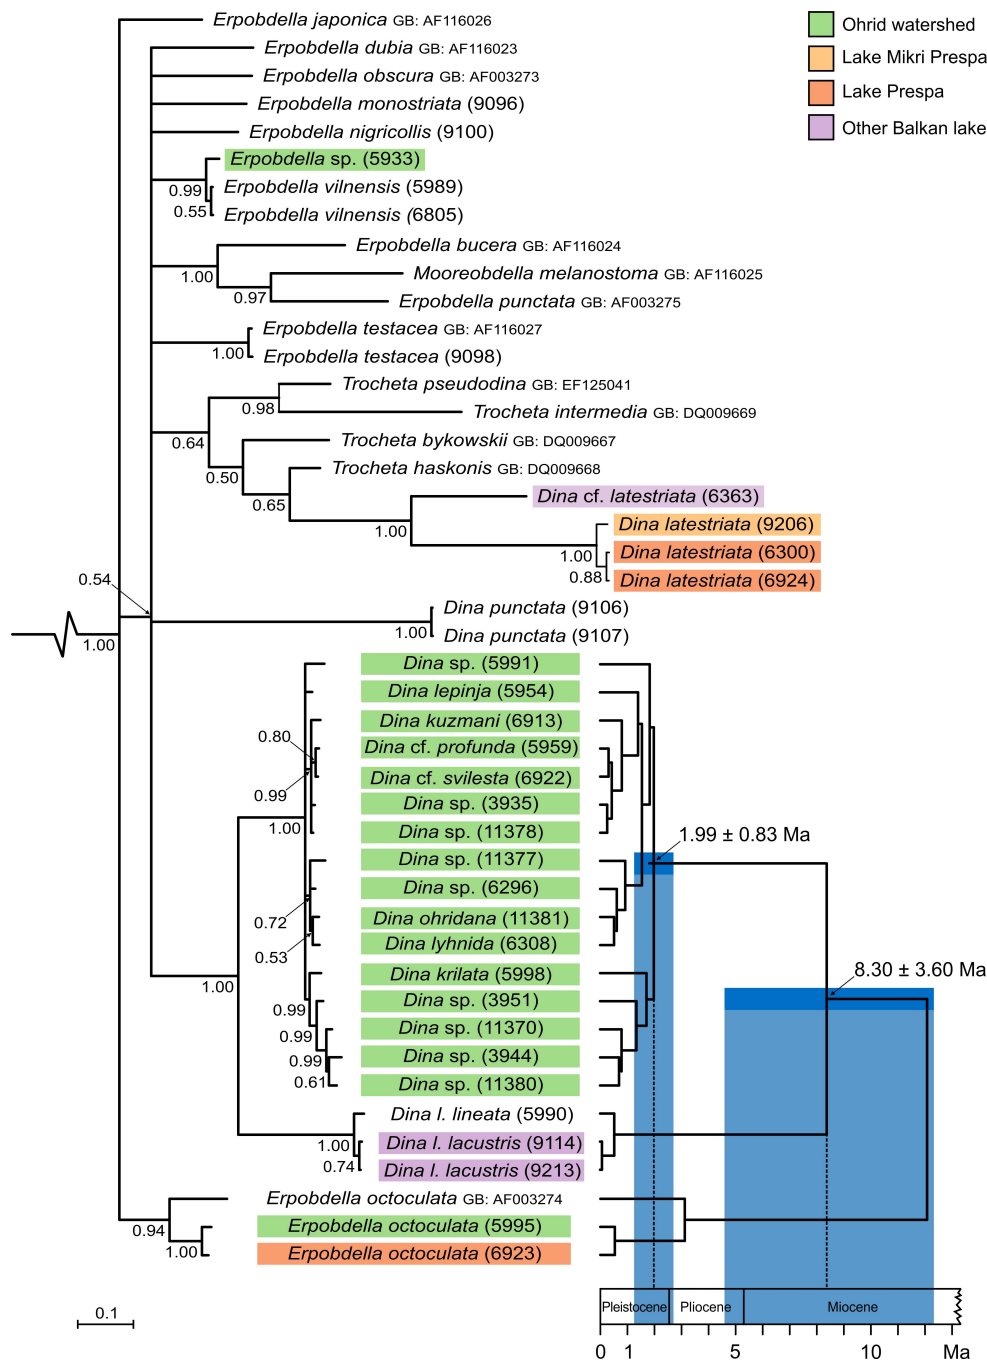 Erpobdella japonica GB: AF116026
Ohrid watershed
Erpobdella dubia GB: AF116023
Lake Mikri Prespa
Erpobdella obscura GB: AF003273
Lake Prespa
Erpobdella monostriata (9096)
Other Balkan lake
Erpobdella nigricollis (9100)
Erpobdella sp. (5933)
0.99
Erpobdella vilnensis (5989)
0.55
Erpobdella vilnensis (6805)
Erpobdella bucera GB: AF116024
1.00
Mooreobdella melanostoma GB: AF116025
0.97
Erpobdella punctata GB: AF003275
Erpobdella testacea GB: AF116027
1.00
Erpobdella testacea (9098)
Trocheta pseudodina GB: EF125041
0.98
Trocheta intermedia GB: DQ009669
0.64
Trocheta bykowskii GB: DQ009667
0.50
Trocheta haskonis GB: DQ009668
0.65
Dina cf. latestriata (6363)
1.00
Dina latestriata (9206)
1.00
Dina latestriata (6300)
0.88
Dina latestriata (6924)
0.54
Dina punctata (9106)
1.00
Dina punctata (9107)
1.00
Dina sp. (5991)
Dina lepinja (5954)
Dina kuzmani (6913)
0.80
Dina cf. profunda (5959)
Dina cf. svilesta (6922)
0.99
Dina sp. (3935)
1.00
Dina sp. (11378)
1.99 ± 0.83 Ma
Dina sp. (11377)
Dina sp. (6296)
0.72
Dina ohridana (11381)
0.53
Dina lyhnida (6308)
Dina krilata (5998)
8.30 ± 3.60 Ma
1.00
Dina sp. (3951)
0.99
Dina sp. (11370)
0.99
Dina sp. (3944)
0.99
Dina sp. (11380)
0.61
Dina l. lineata (5990)
1.00
Dina l. lacustris (9114)
0.74
Dina l. lacustris (9213)
Erpobdella octoculata GB: AF003274
0.94
Erpobdella octoculata (5995)
1.00
Erpobdella octoculata (6923)
0.1
Pleistocene Pliocene Miocene
0 1 5 10 Ma